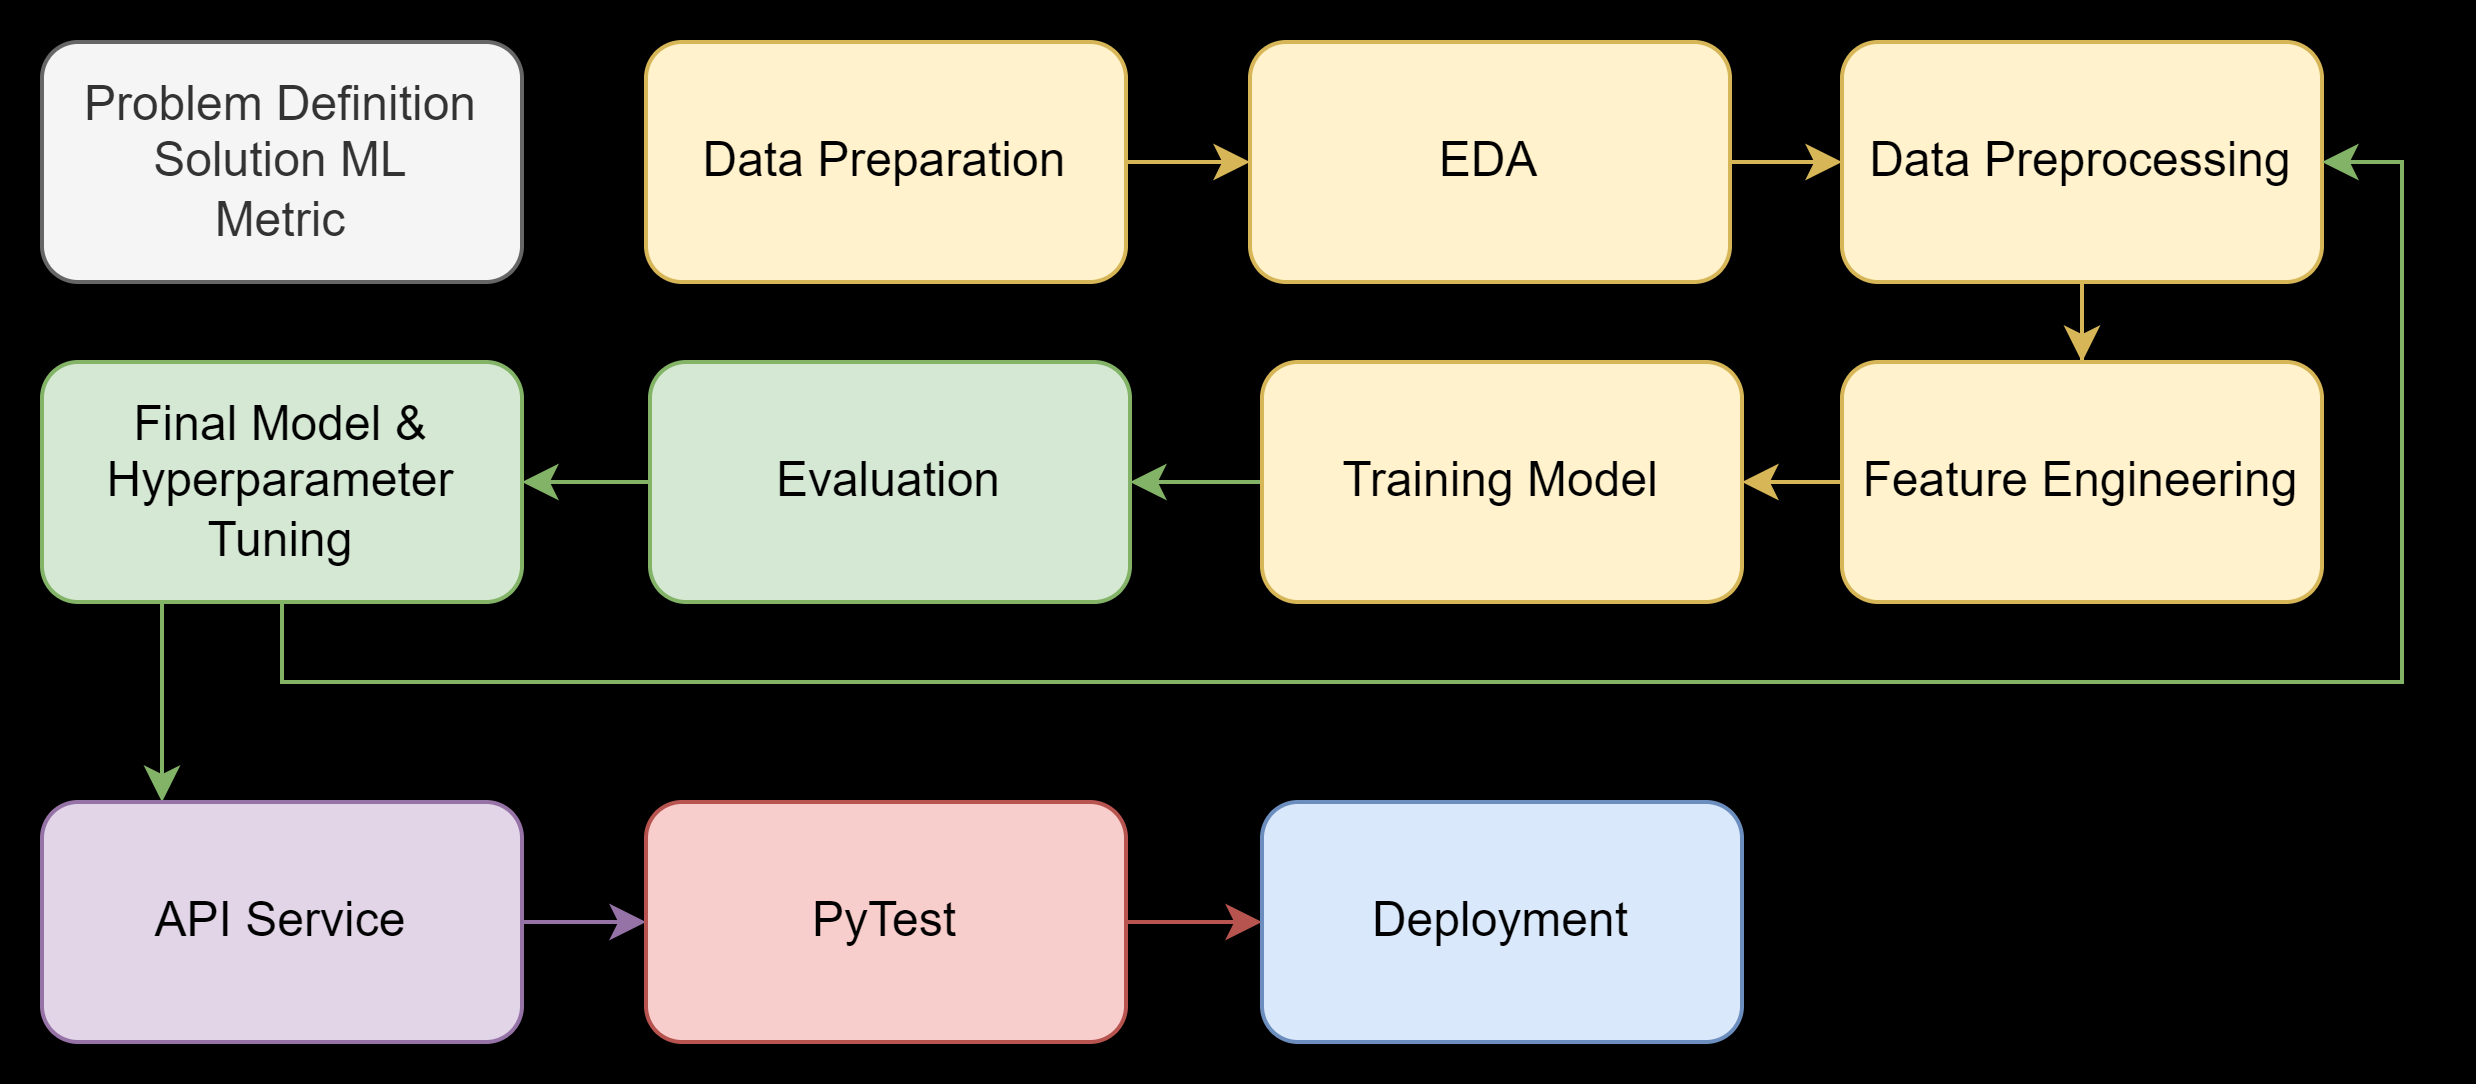 Problem Definition
Solution ML
Metric
Data Preparation
EDA
Data Preprocessing
Final Model &
Hyperparameter
Tuning
Evaluation
Training Model
Feature Engineering
API Service
PyTest
Deployment